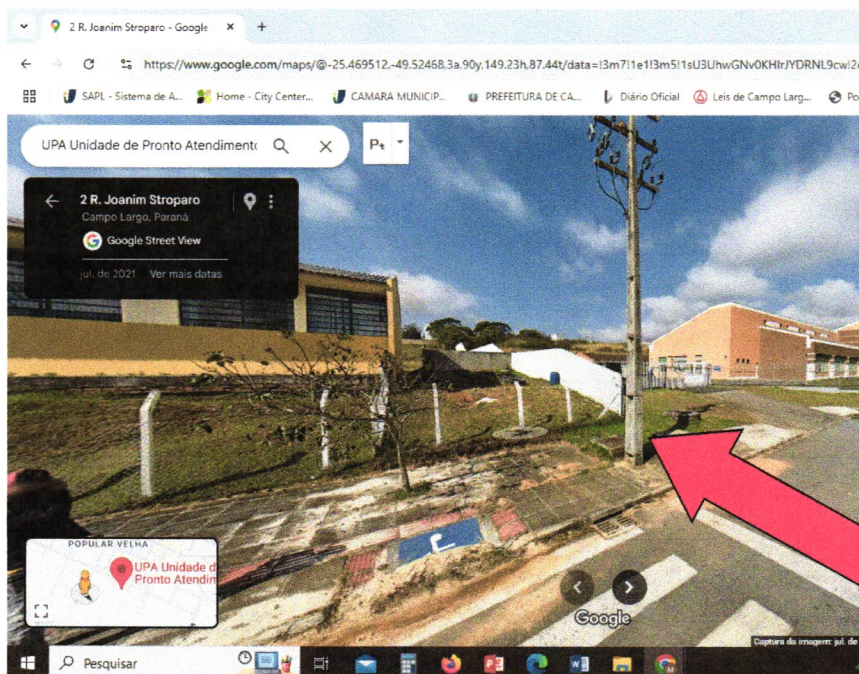 2 R. Joanim Stroparo - Google
https://www.google.com/maps/@-25.469512,-49.52468,3a,90y,149.23h,87.44t/data=!3m7!1e1!3m5!1sU3UhwGNv0KHIrJYDRNL9cw!2
SAPL - Sistema de A... Home - City Center... CAMARA MUNICIP... PREFEITURA DE CA... Diário Oficial Leis de Campo Larg... Po
UPA Unidade de Pronto Atendimento
2 R. Joanim Stroparo
Campo Largo, Paraná
Google Street View
jul. de 2021 Ver mais datas
POPULAR VELHA
UPA Unidade d
Pronto Atendim
Google
Captura da imagem: jul. de
Pesquisar